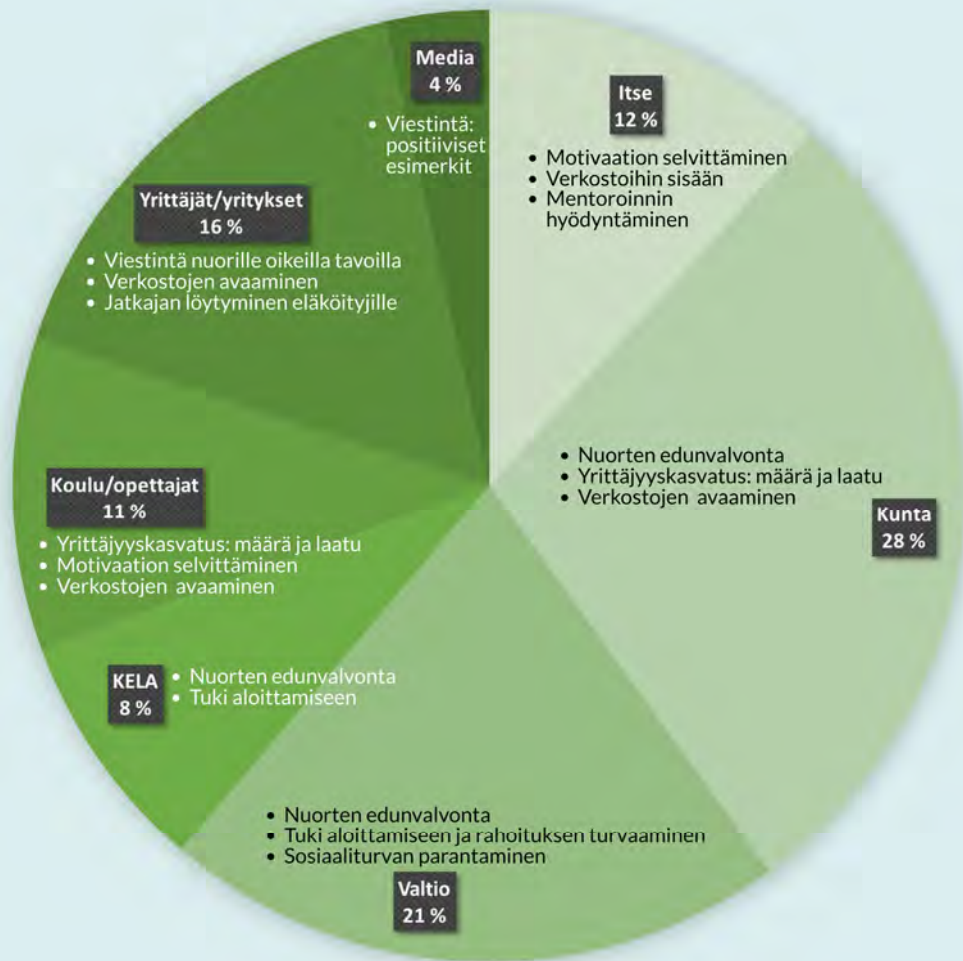 Media
4 %
• Viestintä:
positiiviset
esimerkit
Itse
12 %
• Motivaation selvittäminen
• Verkostoihin sisään
• Mentoroinnin
hyödyntäminen
Yrittäjät/yritykset
16 %
• Viestintä nuorille oikeilla tavoilla
• Verkostojen avaaminen
• Jatkajan löytyminen eläköityjille
• Nuorten edunvalvonta
• Yrittäjyyskasvatus: määrä ja laatu
• Verkostojen avaaminen
Kunta
28 %
Koulu/opettajat
11 %
• Yrittäjyyskasvatus: määrä ja laatu
• Motivaation selvittäminen
• Verkostojen avaaminen
KELA
8 %
• Nuorten edunvalvonta
• Tuki aloittamiseen
• Nuorten edunvalvonta
• Tuki aloittamiseen ja rahoituksen turvaaminen
• Sosiaaliturvan parantaminen
Valtio
21 %